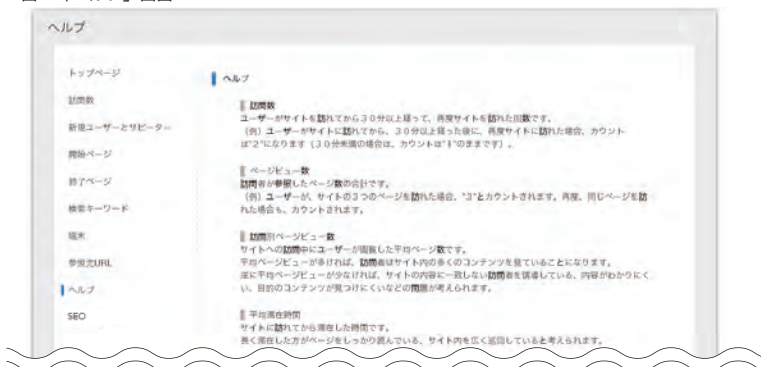 ヘルプ
トップページ
訪問数
新規ユーザーとリピーター
開始ページ
終了ページ
検索キーワード
端末
参照元URL
ヘルプ
SEO
ヘルプ
訪問数
ユーザーがサイトを訪れてから30分以上経って、再度サイトを訪れた回数です。
(例)ユーザーがサイトに訪れてから、30分以上経った後に、再度サイトに訪れた場合、カウント
は"2"になります(30分未満の場合は、カウントは"1"のままです)。
ページビュー数
訪問者が参照したページ数の合計です。
(例)ユーザーが、サイトの3つのページを訪れた場合、"3"とカウントされます。再度、同じページを訪
れた場合も、カウントされます。
訪問別ページビュー数
サイトへの訪問中にユーザーが閲覧した平均ページ数です。
平均ページビューが多ければ、訪問者はサイト内の多くのコンテンツを見ていることになります。
逆に平均ページビューが少なければ、サイトの内容に一致しない訪問者を誘導している、内容がわかりにく
い、目的のコンテンツが見つけにくいなどの問題が考えられます。
平均滞在時間
サイトに訪れてから滞在した時間です。
長く滞在した方がページをしっかり読んでいる、サイト内を広く巡回していると考えられます。